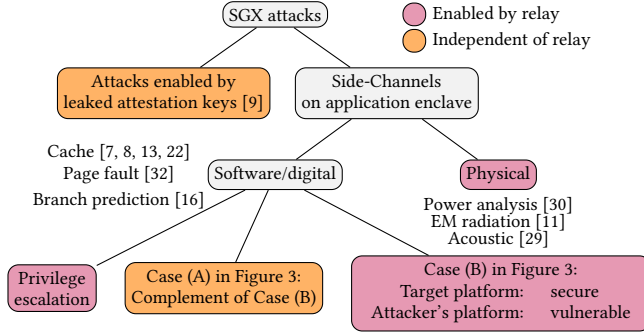 SGX attacks
Enabled by relay
Independent of relay
Attacks enabled by
leaked attestation keys [9]
Side-Channels
on application enclave
Cache [7, 8, 13, 22]
Page fault [32]
Branch prediction [16]
Software/digital
Physical
Power analysis [30]
EM radiation [11]
Acoustic [29]
Privilege
escalation
Case (A) in Figure 3:
Complement of Case (B)
Case (B) in Figure 3:
Target platform: secure
Attacker's platform: vulnerable